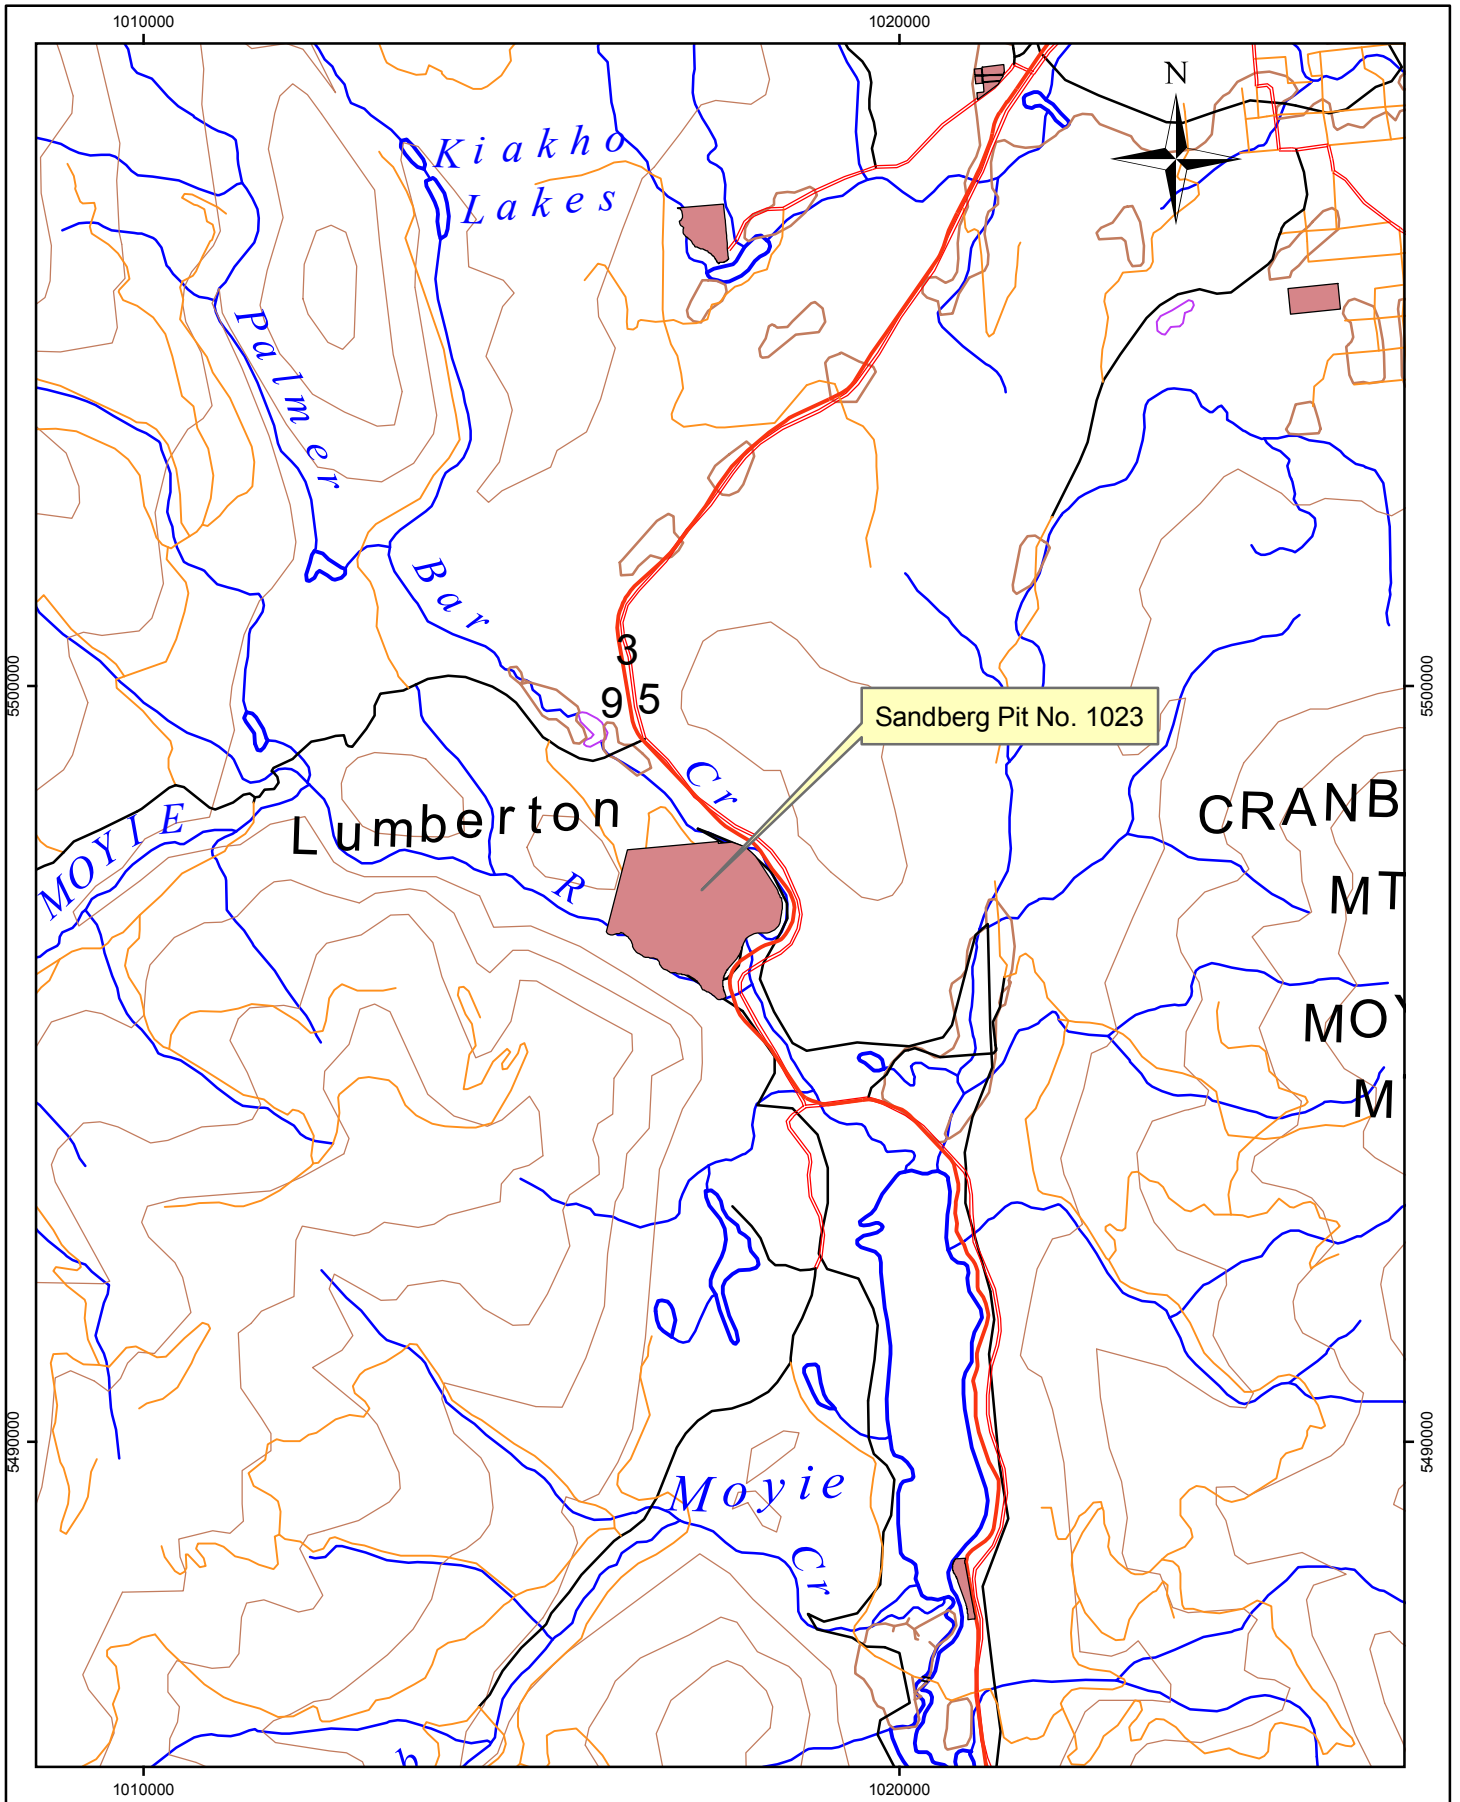 1010000
1020000
N
Kiakho
Lakes
Palmer
Bar
Cr
3
95
5500000
5500000
Sandberg Pit No. 1023
CRANB
Lumberton
MOYIE
R
MT
MOY
M
5490000
5490000
Moyie
Cr
b
1010000
1020000